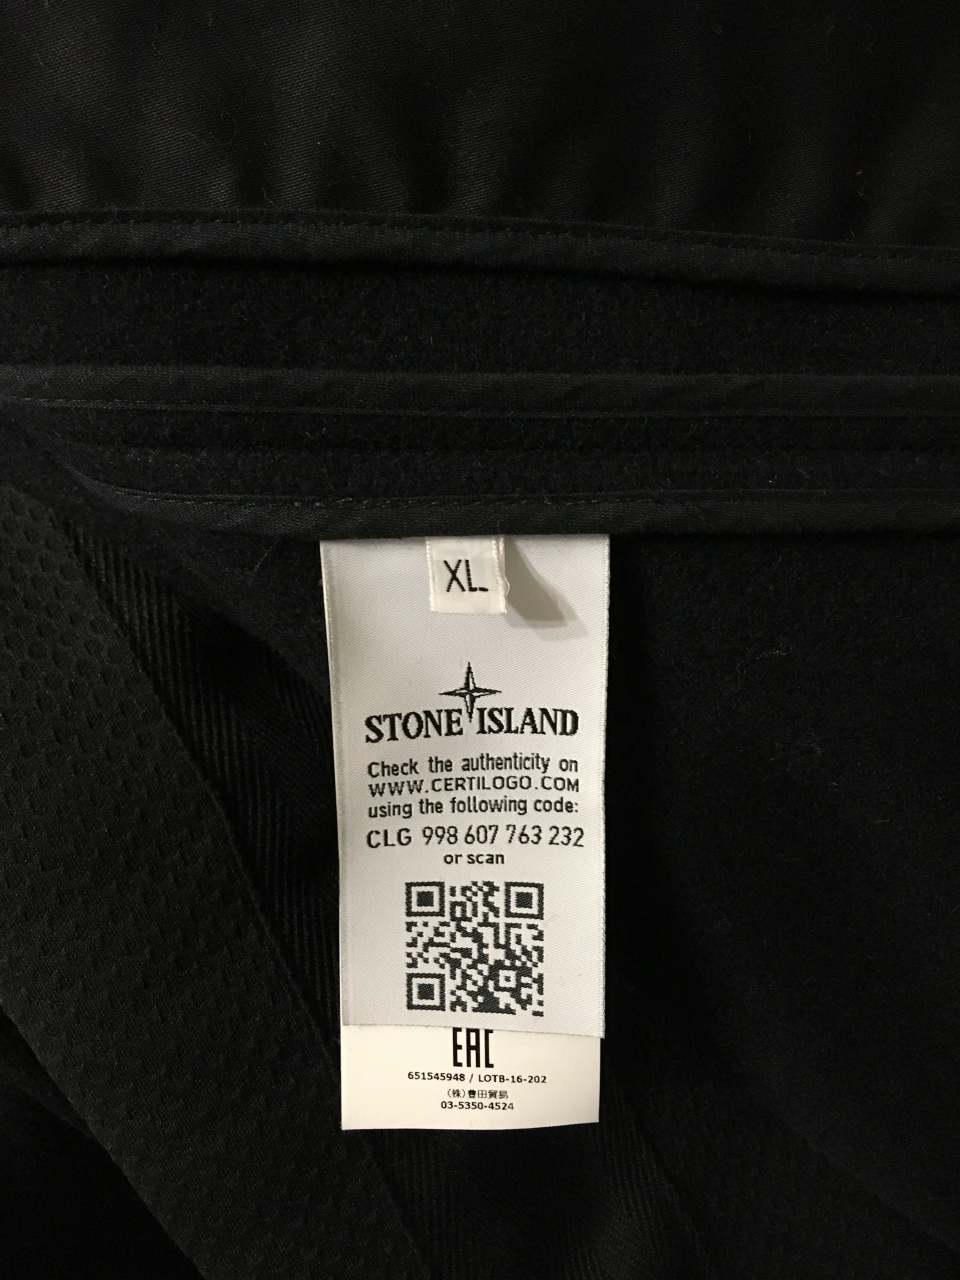 XL
STONE ISLAND
Check the authenticity on
WWW.CERTILOGO.COM
using the following code:
CLG 998 607 763 232
or scan
EAC
651545948 / LOTB-16-202
(株)豊田貿易
03-5350-4524